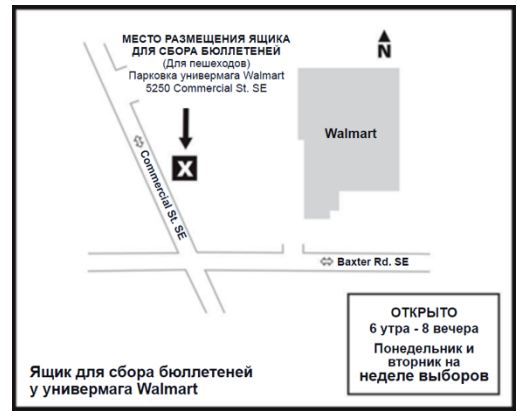 МЕСТО РАЗМЕЩЕНИЯ ЯЩИКА
ДЛЯ СБОРА БЮЛЛЕТЕНЕЙ
(Для пешеходов)
Парковка универмага Walmart
5250 Commercial St. SE
N
Walmart
X
Commercial St. SE
Baxter Rd. SE
ОТКРЫТО
6 утра - 8 вечера
Понедельник и
вторник на
неделе выборов
Ящик для сбора бюллетеней
у универмага Walmart